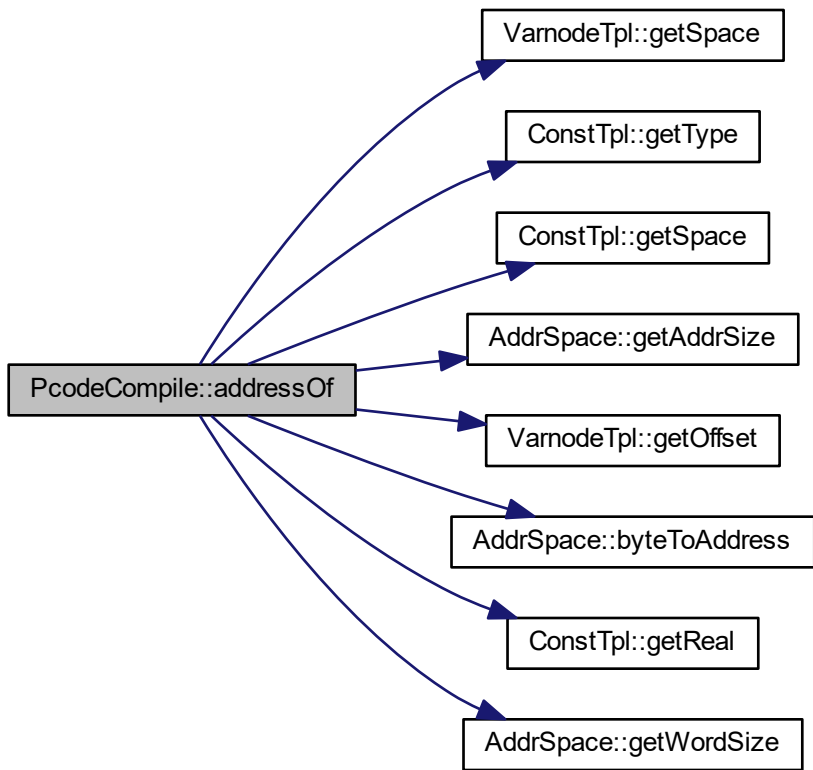 VarnodeTpl::getSpace
ConstTpl::getType
ConstTpl::getSpace
AddrSpace::getAddrSize
PcodeCompile::addressOf
VarnodeTpl::getOffset
AddrSpace::byteToAddress
ConstTpl::getReal
AddrSpace::getWordSize